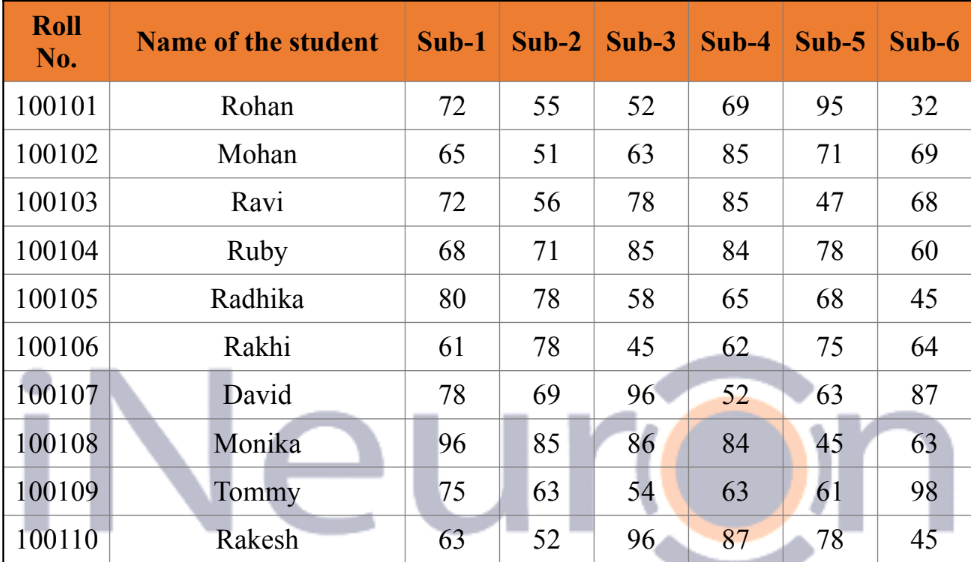 Roll No. Name of the student Sub-1 Sub-2 Sub-3 Sub-4 Sub-5 Sub-6
100101 Rohan 72 55 52 69 95 32
100102 Mohan 65 51 63 85 71 69
100103 Ravi 72 56 78 85 47 68
100104 Ruby 68 71 85 84 78 60
100105 Radhika 80 78 58 65 68 45
100106 Rakhi 61 78 45 62 75 64
100107 David 78 69 96 52 63 87
100108 Monika 96 85 86 84 45 63
100109 Tommy 75 63 54 63 61 98
100110 Rakesh 63 52 96 87 78 45
iNeuron